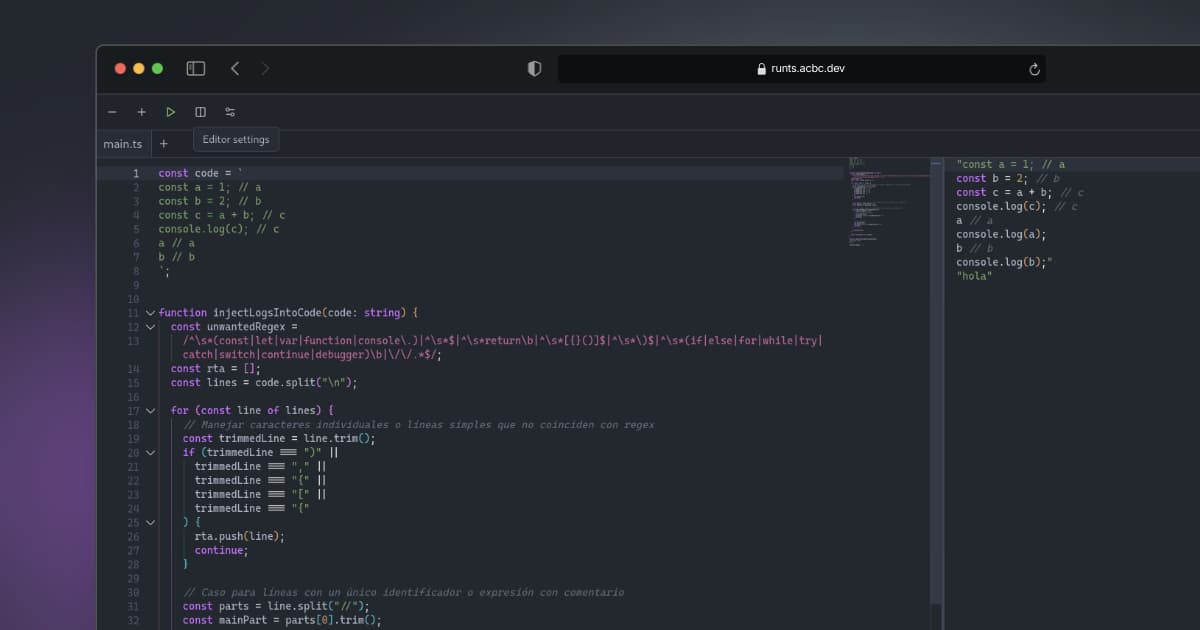 runts.acbc.dev
main.ts
+
Editor settings
1 const code = `
2 const a = 1; // a
3 const b = 2; // b
4 const c = a + b; // c
5 console.log(c); // c
6 a // a
7 b // b
8 `;
9
10
11 function injectLogsIntoCode(code: string) {
12 const unwantedRegex =
13 /^\s*(const|let|var|function|console\.)|^\s*$|^\s*return\b|^\s*[{}()]$|^\s*\)$|^\s*(if|else|for|while|try|
catch|switch|continue|debugger)\b|\/\/.*$/;
14 const rta = [];
15 const lines = code.split("\n");
16
17 for (const line of lines) {
18 // Manejar caracteres individuales o líneas simples que no coinciden con regex
19 const trimmedLine = line.trim();
20 if (trimmedLine === ")" ||
21 trimmedLine === "," ||
22 trimmedLine === "{" ||
23 trimmedLine === "[" ||
24 trimmedLine === "{"
25 ) {
26 rta.push(line);
27 continue;
28 }
29
30 // Caso para líneas con un único identificador o expresión con comentario
31 const parts = line.split("//");
32 const mainPart = parts[0].trim();
"const a = 1; // a
const b = 2; // b
const c = a + b; // c
console.log(c); // c
a // a
console.log(a);
b // b
console.log(b);"
"hola"